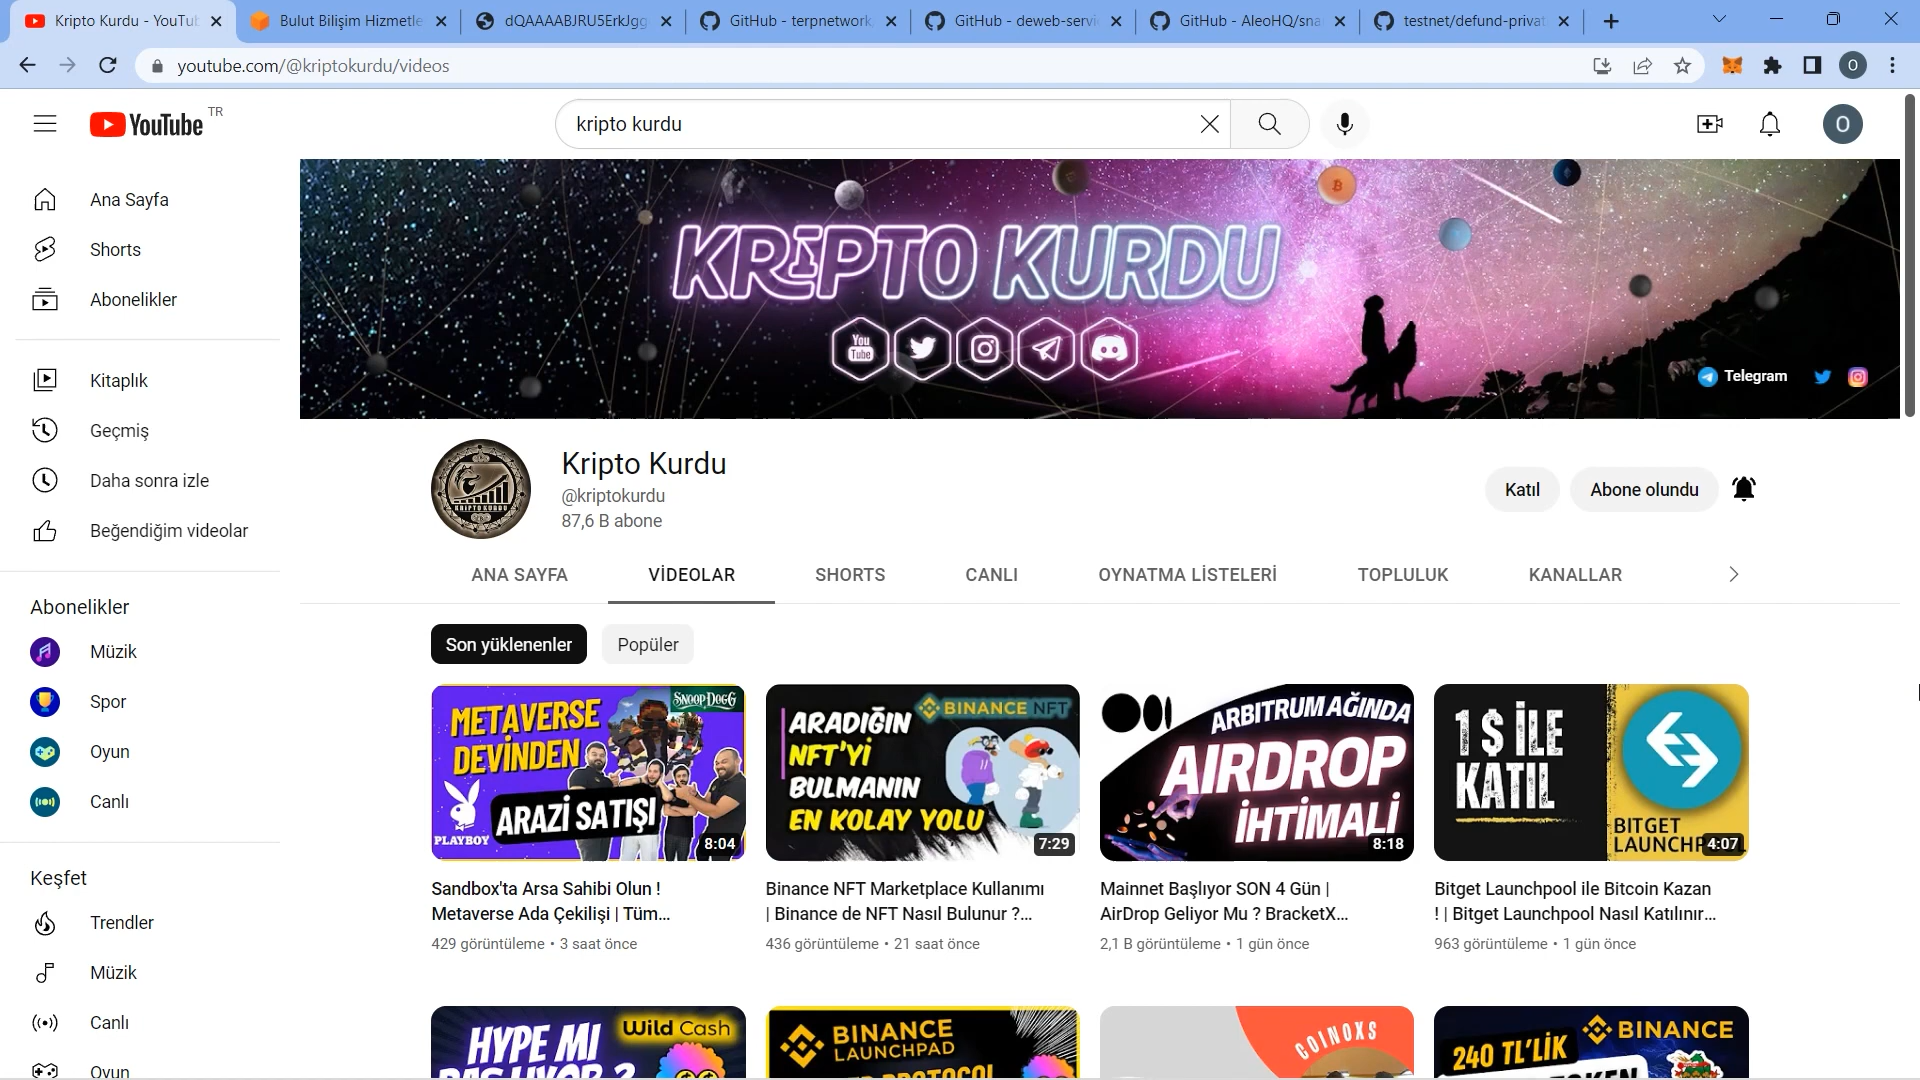 Kripto Kurdu - YouTub
Bulut Bilişim Hizmetle
dQAAAABJRU5ErkJgg
GitHub - terpnetwork
GitHub - deweb-servi
GitHub - AleoHQ/sna
testnet/defund-privat
youtube.com/@kriptokurdu/videos
O
YouTube TR
kripto kurdu
O
Ana Sayfa
Shorts
Abonelikler
Kitaplık
Geçmiş
Daha sonra izle
Beğendiğim videolar
Abonelikler
Müzik
Spor
Oyun
Canlı
Keşfet
Trendler
Müzik
Canlı
Oyun
KRİPTO KURDU
You
Tube
Telegram
KRIPTO KURDU
Kripto Kurdu
@kriptokurdu
87,6 B abone
Katıl
Abone olundu
ANA SAYFA
VİDEOLAR
SHORTS
CANLI
OYNATMA LİSTELERİ
TOPLULUK
KANALLAR
Son yüklenenler
Popüler
METAVERSE
DEVİNDEN
SNOOP DOGG
ARAZİ SATIŞI
PLAYBOY
8:04
Sandbox'ta Arsa Sahibi Olun !
Metaverse Ada Çekilişi | Tüm...
429 görüntüleme • 3 saat önce
BINANCE NFT
ARADIĞIN
NFT'Yİ
BULMANIN
EN KOLAY YOLU
7:29
Binance NFT Marketplace Kullanımı
| Binance de NFT Nasıl Bulunur ?...
436 görüntüleme • 21 saat önce
ARBITRUM AĞINDA
AIRDROP
İHTİMALİ
8:18
Mainnet Başlıyor SON 4 Gün |
AirDrop Geliyor Mu ? BracketX...
2,1 B görüntüleme • 1 gün önce
1 $ İLE
KATIL
BITGET
LAUNCHPOOL
4:07
Bitget Launchpool ile Bitcoin Kazan
! | Bitget Launchpool Nasıl Katılınır...
963 görüntüleme • 1 gün önce
HYPE MI
Wild Cash
BINANCE
LAUNCHPAD
PROTOCOL
COINOXS
BINANCE
240 TL'LİK